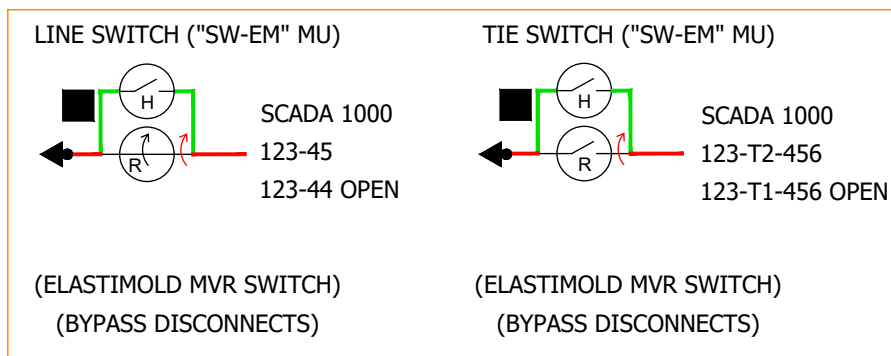 LINE SWITCH ("SW-EM" MU)
H
R
SCADA 1000
123-45
123-44 OPEN
(ELASTIMOLD MVR SWITCH)
(BYPASS DISCONNECTS)
TIE SWITCH ("SW-EM" MU)
H
R
SCADA 1000
123-T2-456
123-T1-456 OPEN
(ELASTIMOLD MVR SWITCH)
(BYPASS DISCONNECTS)